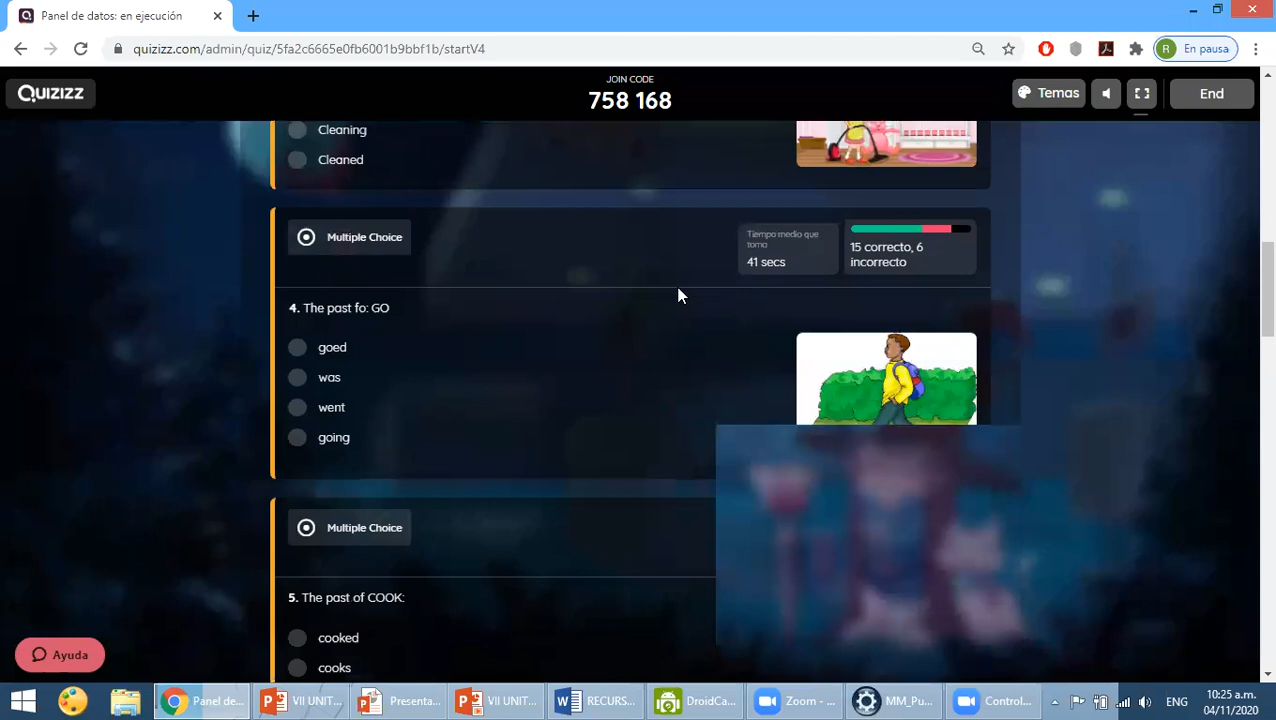 Panel de datos: en ejecución
quizizz.com/admin/quiz/5fa2c6665e0fb6001b9bbf1b/startV4
R En pausa
Quizizz
JOIN CODE
758 168
Temas
End
Cleaning
Cleaned
Multiple Choice
Tiempo medio que toma
41 secs
15 correcto, 6
incorrecto
4. The past fo: GO
goed
was
went
going
Multiple Choice
5. The past of COOK:
cooked
cooks
Ayuda
Panel de...
VII UNIT...
Presenta...
VII UNIT...
RECURS...
DroidCa...
Zoom - ...
MM_Pu...
Control...
ENG
10:25 a.m.
04/11/2020